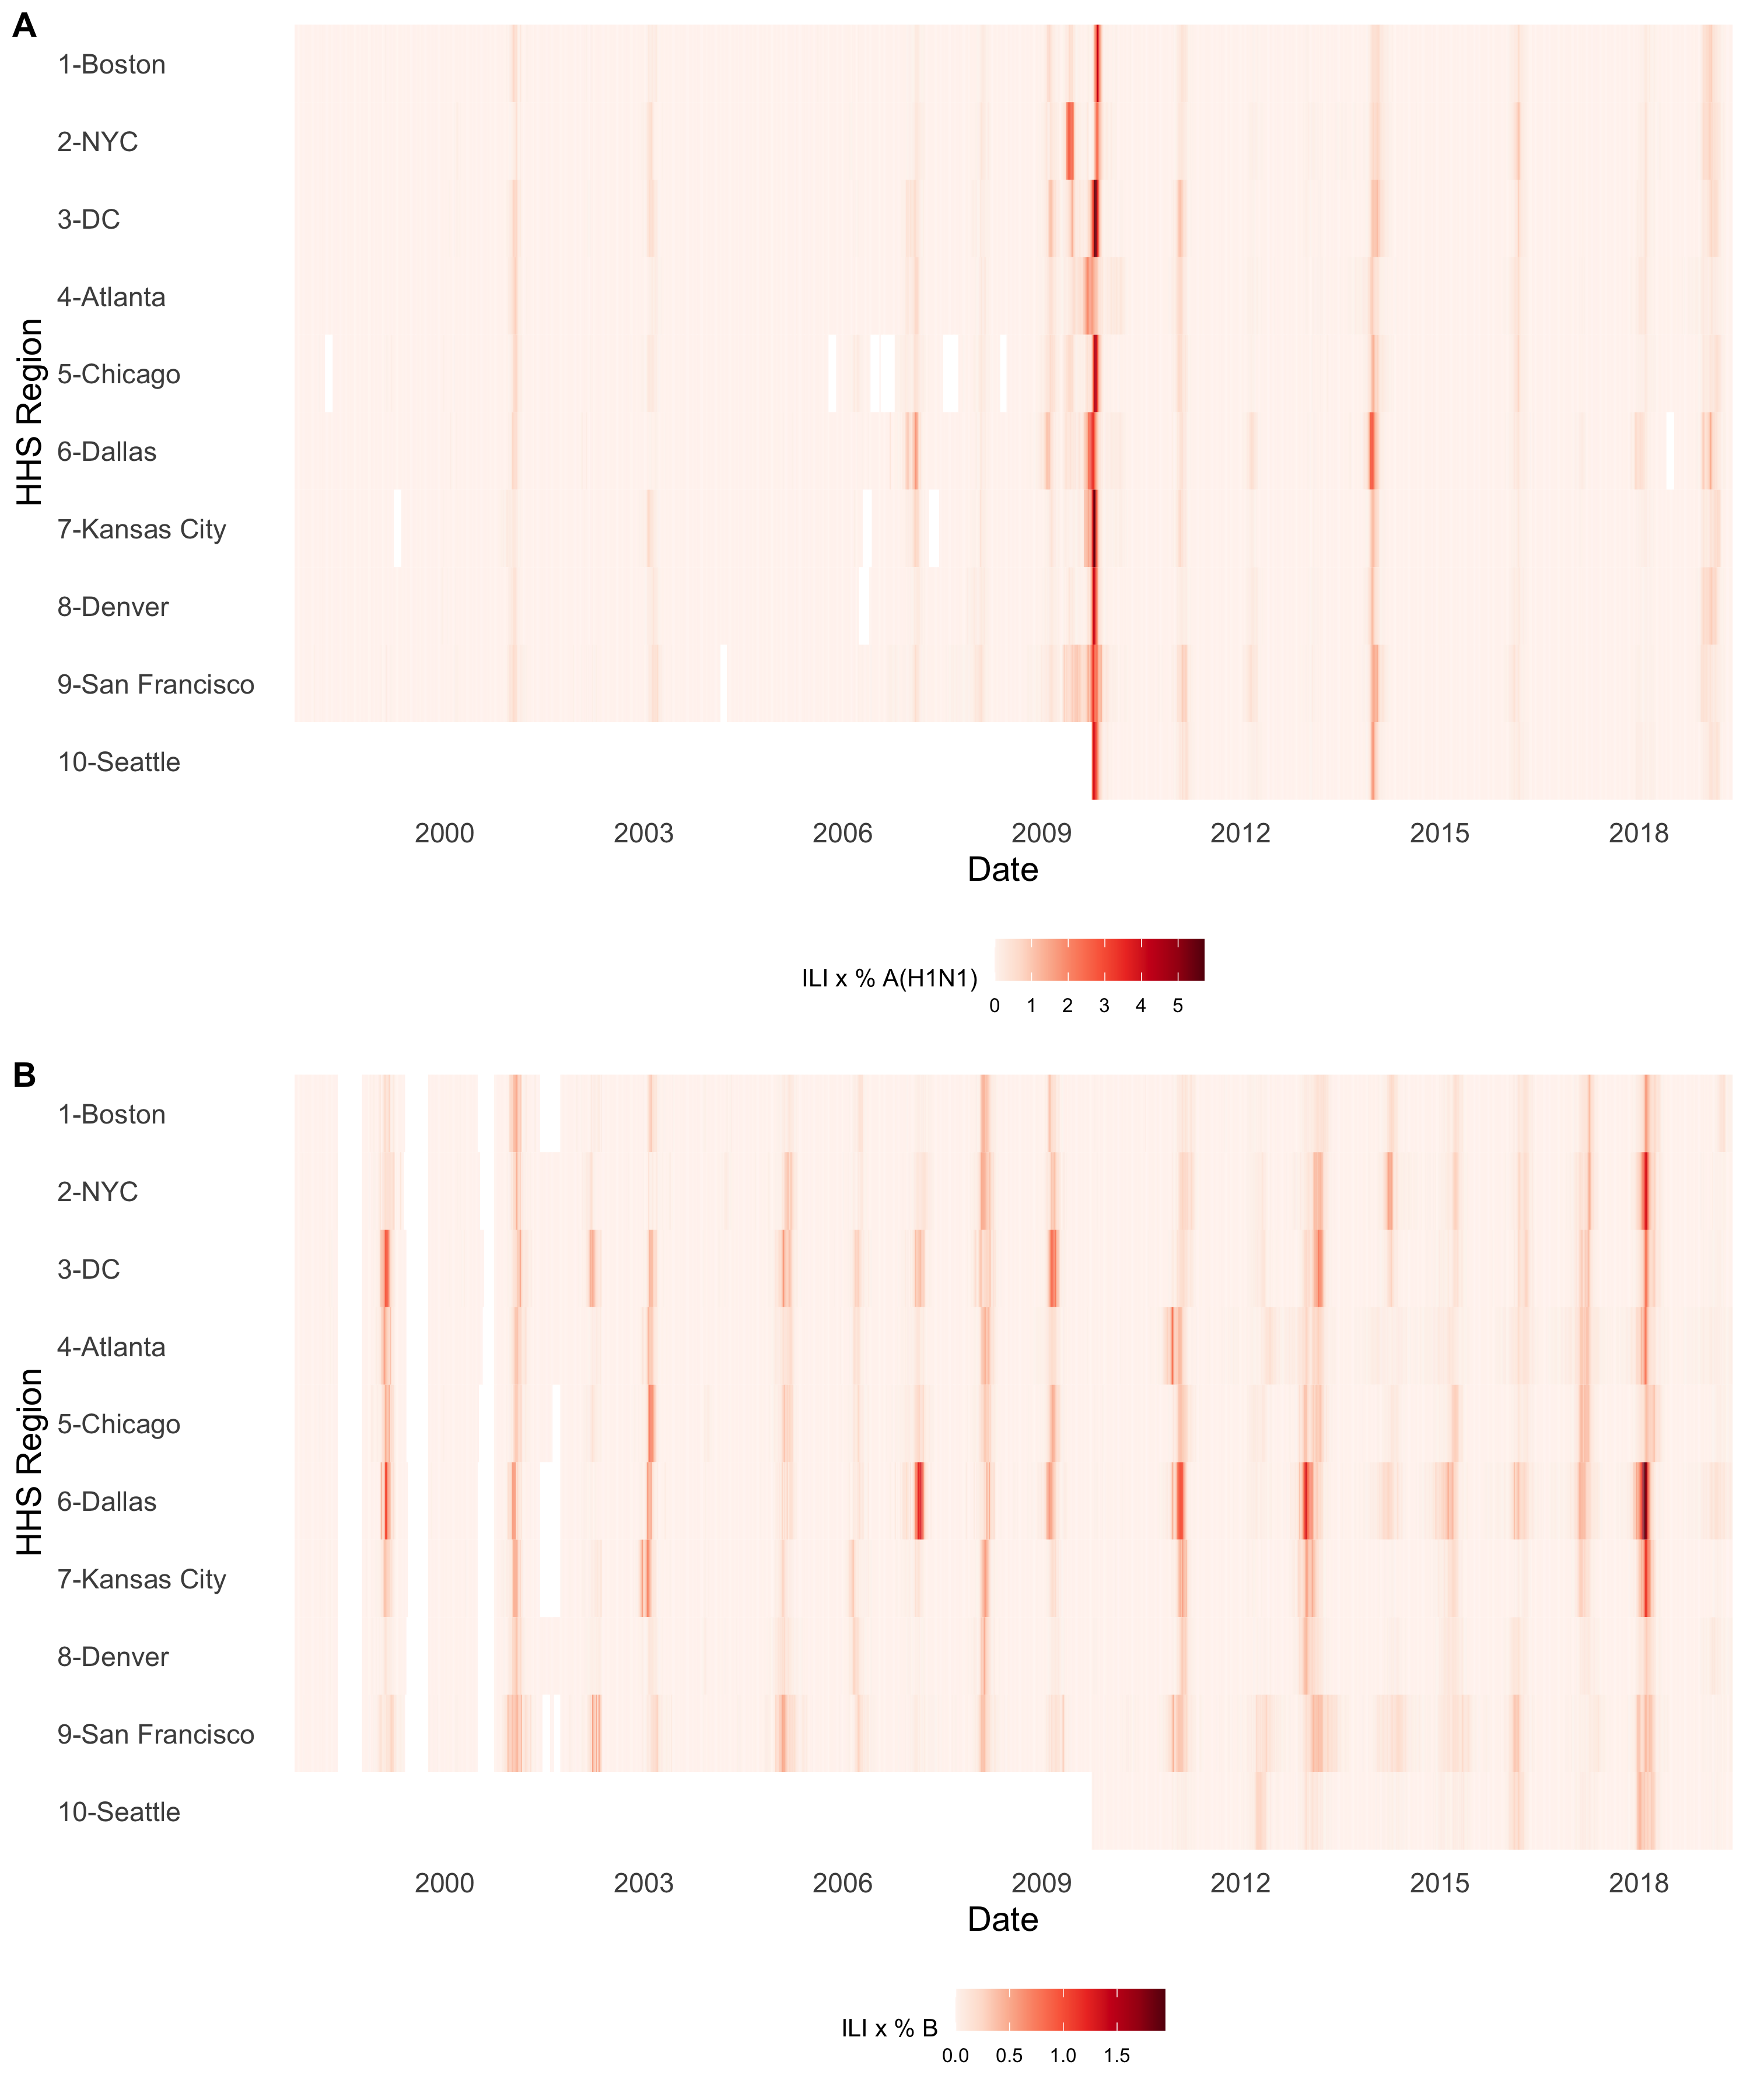 A
HHS Region
1-Boston
2-NYC
3-DC
4-Atlanta
5-Chicago
6-Dallas
7-Kansas City
8-Denver
9-San Francisco
10-Seattle
2000 2003 2006 2009 2012 2015 2018
Date
ILI x % A(H1N1)
0 1 2 3 4 5
B
HHS Region
1-Boston
2-NYC
3-DC
4-Atlanta
5-Chicago
6-Dallas
7-Kansas City
8-Denver
9-San Francisco
10-Seattle
2000 2003 2006 2009 2012 2015 2018
Date
ILI x % B
0.0 0.5 1.0 1.5